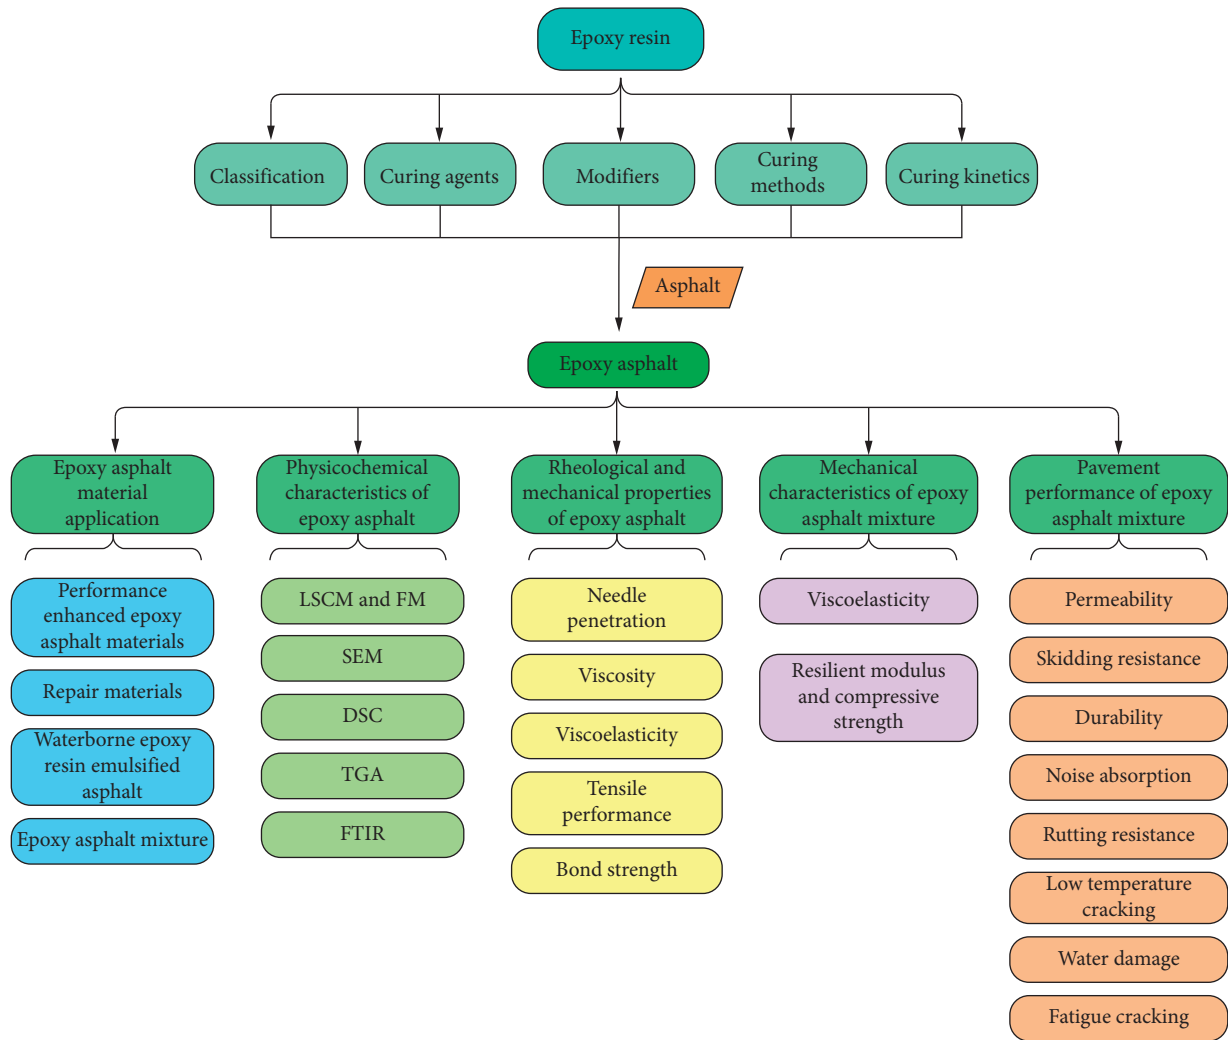 Epoxy resin
Classification
Curing agents
Modifiers
Curing
methods
Curing kinetics
Asphalt
Epoxy asphalt
Epoxy asphalt
material
application
Physicochemical
characteristics of
epoxy asphalt
Rheological and
mechanical properties
of epoxy asphalt
Mechanical
characteristics of epoxy
asphalt mixture
Pavement
performance of epoxy
asphalt mixture
Performance
enhanced epoxy
asphalt materials
Repair materials
Waterborne epoxy
resin emulsified
asphalt
Epoxy asphalt mixture
LSCM and FM
SEM
DSC
TGA
FTIR
Needle
penetration
Viscosity
Viscoelasticity
Tensile
performance
Bond strength
Viscoelasticity
Resilient modulus
and compressive
strength
Permeability
Skidding resistance
Durability
Noise absorption
Rutting resistance
Low temperature
cracking
Water damage
Fatigue cracking